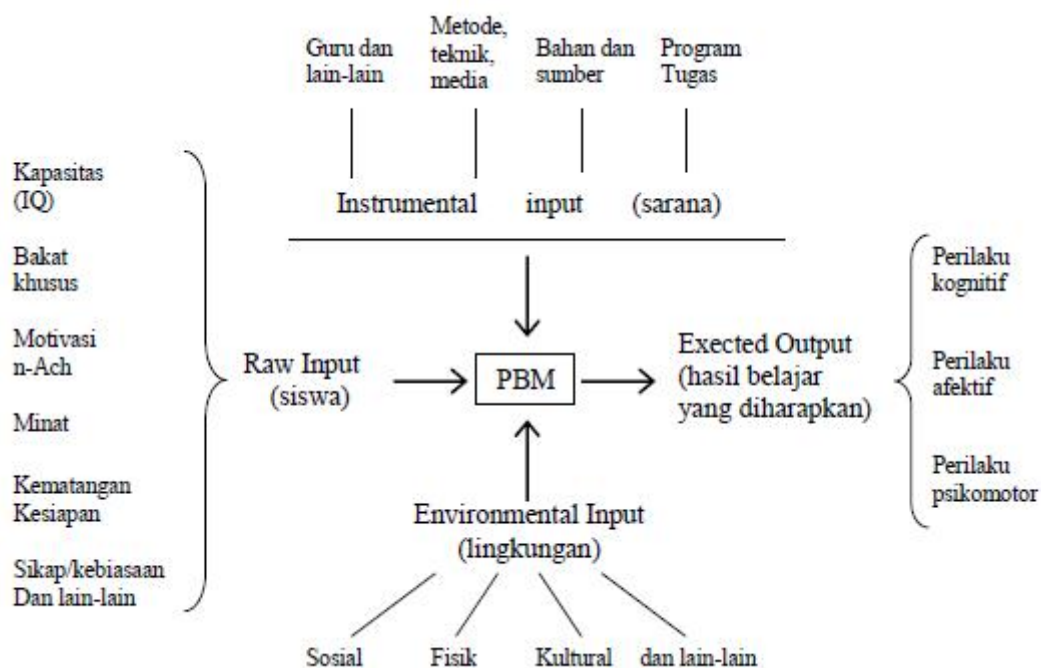 Guru dan
lain-lain
Metode,
teknik,
media
Bahan dan
sumber
Program
Tugas
Instrumental input (sarana)
Kapasitas
(IQ)
Bakat
khusus
Motivasi
n-Ach
Minat
Kematangan
Kesiapan
Sikap/kebiasaan
Dan lain-lain
Raw Input
(siswa)
PBM
Exected Output
(hasil belajar
yang diharapkan)
Perilaku
kognitif
Perilaku
afektif
Perilaku
psikomotor
Environmental Input
(lingkungan)
Sosial Fisik Kultural dan lain-lain